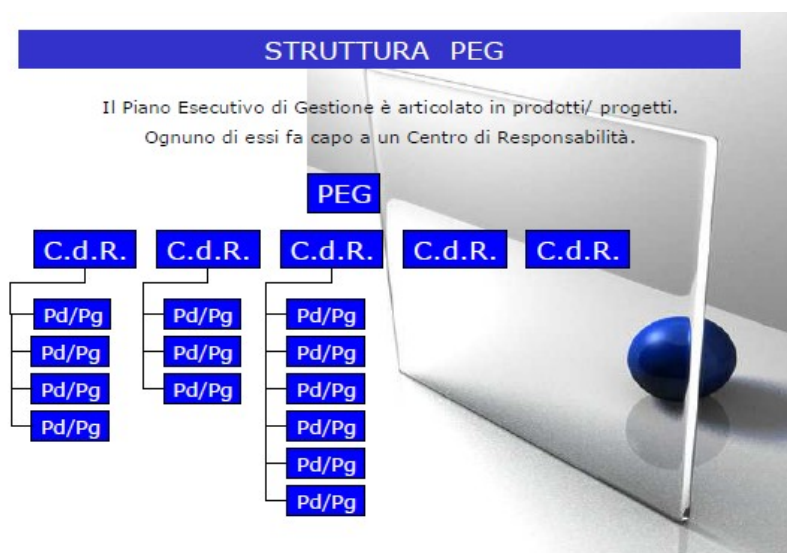 STRUTTURA PEG
Il Piano Esecutivo di Gestione è articolato in prodotti/ progetti.
Ognuno di essi fa capo a un Centro di Responsabilità.
PEG
C.d.R. C.d.R. C.d.R. C.d.R. C.d.R.
Pd/Pg Pd/Pg Pd/Pg
Pd/Pg Pd/Pg Pd/Pg
Pd/Pg Pd/Pg Pd/Pg
Pd/Pg Pd/Pg
Pd/Pg
Pd/Pg